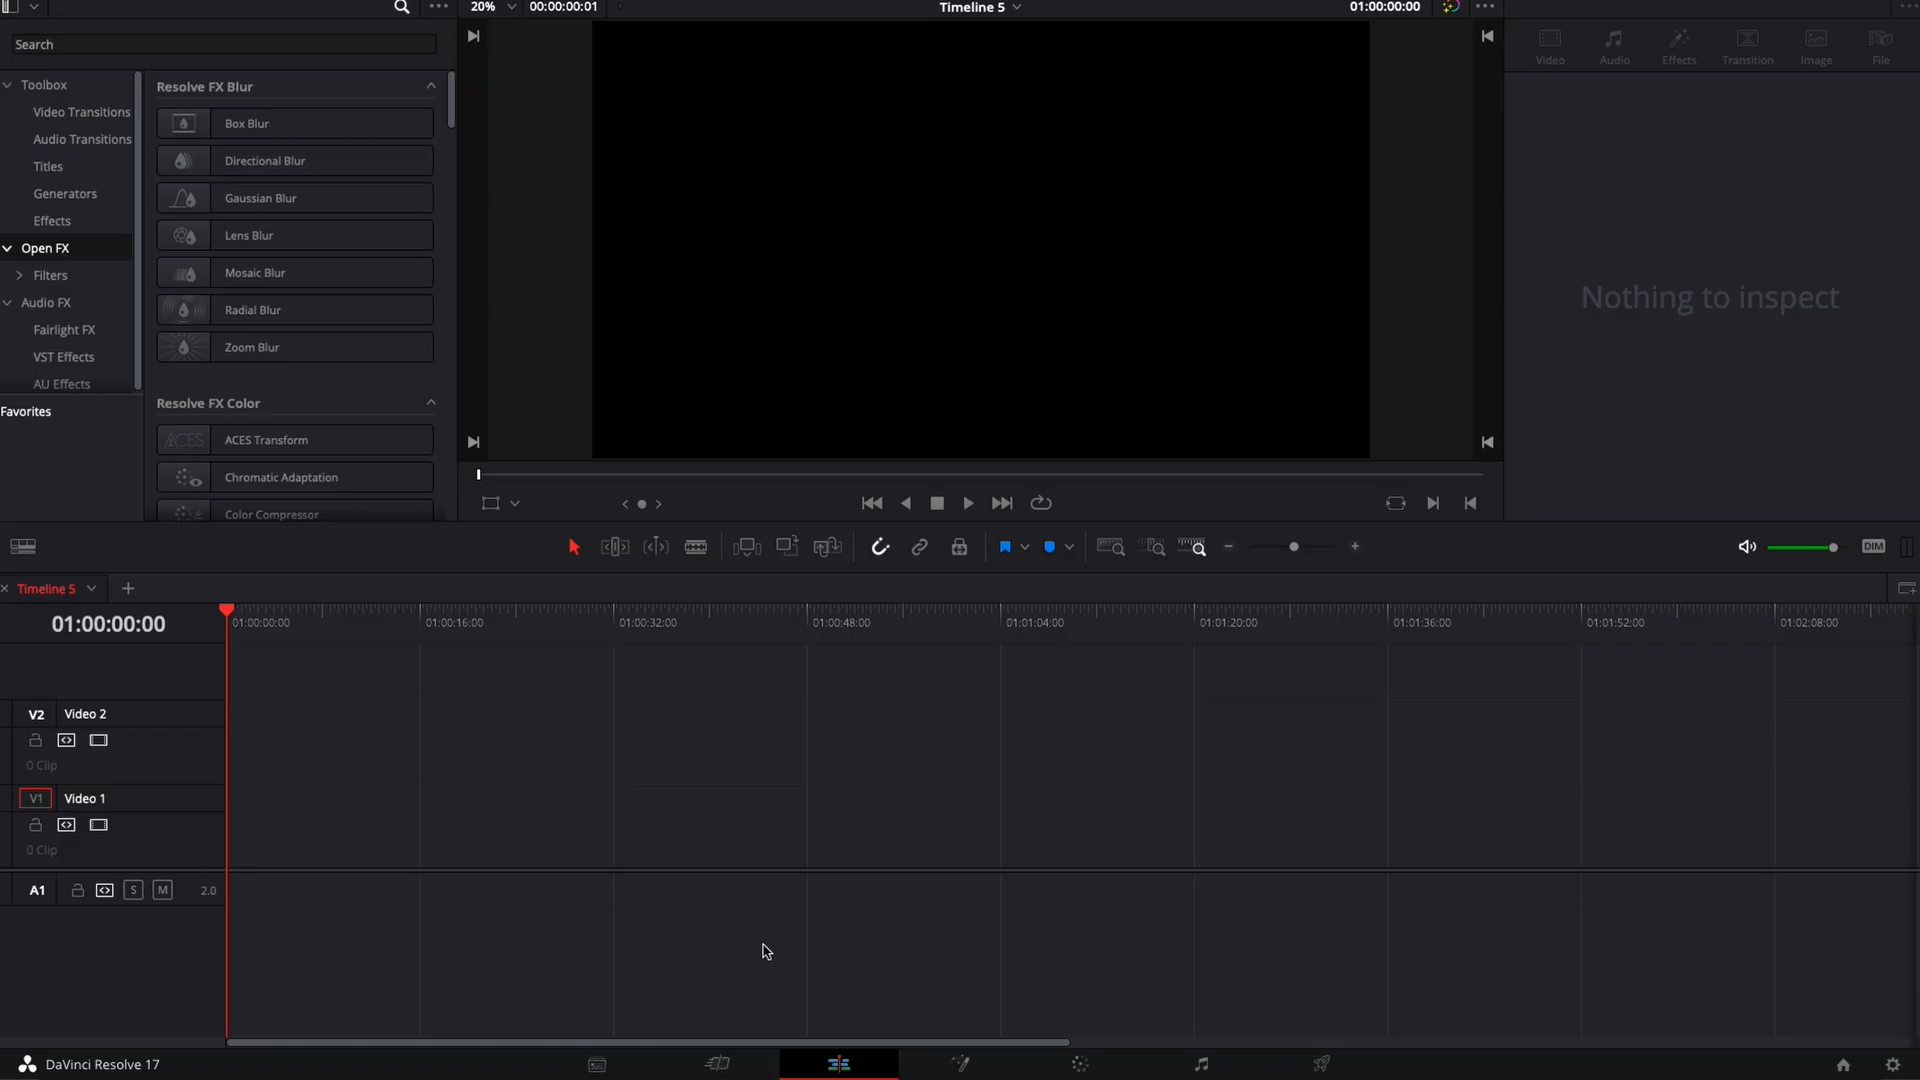 20%
00:00:00:01
Timeline 5
01:00:00:00
Search
Video
Audio
Effects
Transition
Image
File
Toolbox
Video Transitions
Audio Transitions
Titles
Generators
Effects
Open FX
Filters
Audio FX
Fairlight FX
VST Effects
AU Effects
Favorites
Resolve FX Blur
Box Blur
Directional Blur
Gaussian Blur
Lens Blur
Mosaic Blur
Radial Blur
Zoom Blur
Resolve FX Color
ACES
ACES Transform
Chromatic Adaptation
Color Compressor
Nothing to inspect
DIM
Timeline 5
01:00:00:00
01:00:00:00
01:00:16:00
01:00:32:00
01:00:48:00
01:01:04:00
01:01:20:00
01:01:36:00
01:01:52:00
01:02:08:00
V2 Video 2
0 Clip
V1 Video 1
0 Clip
A1 S M 2.0
DaVinci Resolve 17